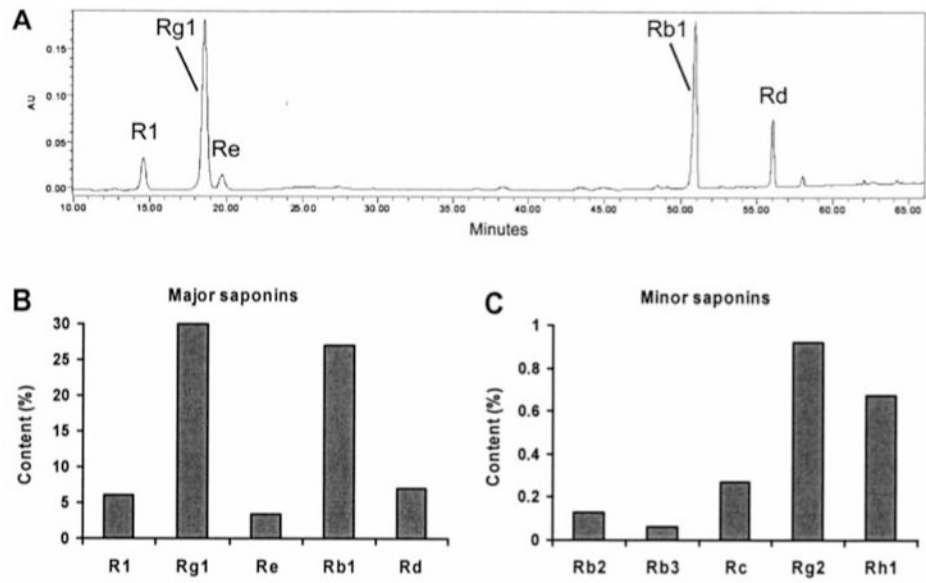 A
Rg1
Rb1
Rd
R1
Re
AU
0.15
0.10
0.05
0.00
10.00 15.00 20.00 25.00 30.00 35.00 40.00 45.00 50.00 55.00 60.00 65.00
Minutes
B
Major saponins
Content (%)
30
25
20
15
10
5
0
R1 Rg1 Re Rb1 Rd
C
Minor saponins
Content (%)
1
0.8
0.6
0.4
0.2
0
Rb2 Rb3 Rc Rg2 Rh1